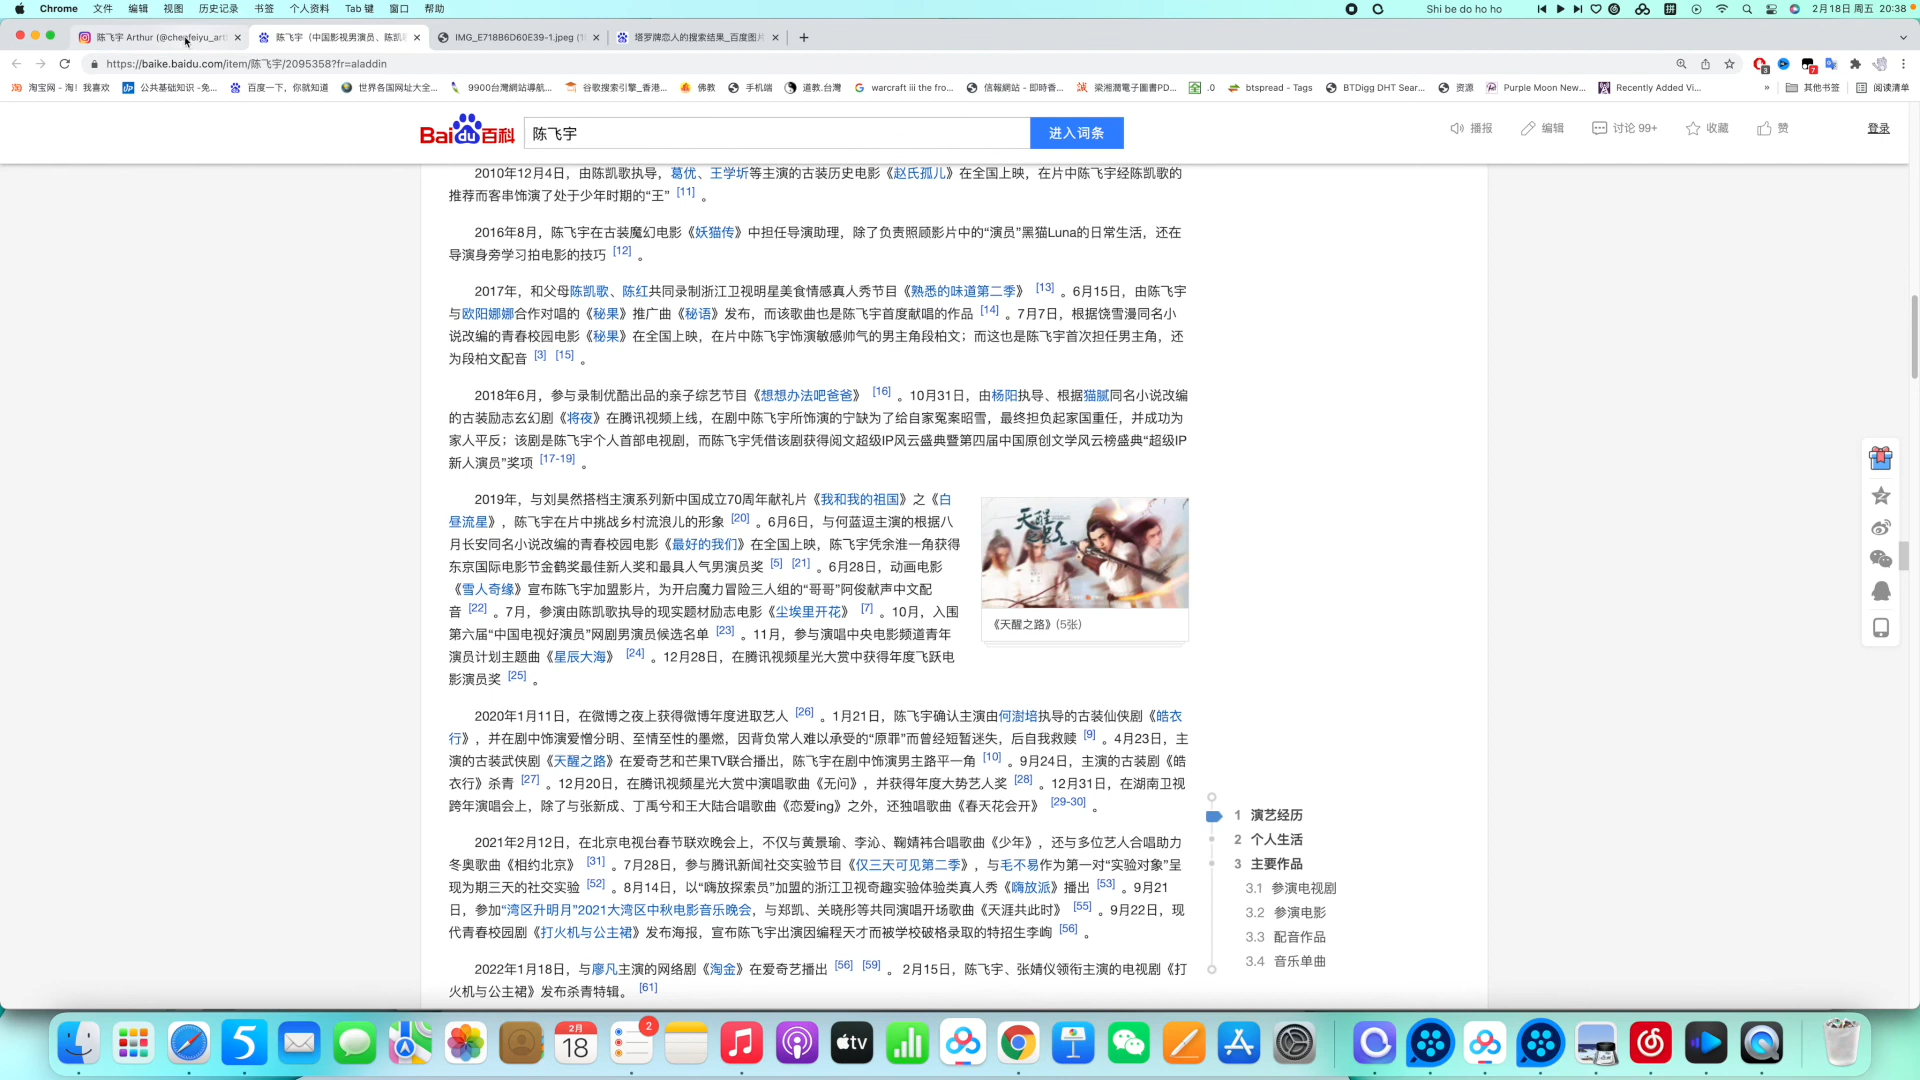 Chrome 文件 编辑 视图 历史记录 书签 个人资料 Tab 键 窗口 帮助 Shi be do ho ho 2月18日 周五 20:38
陈飞宇 Arthur (@chenfeiyu_art 陈飞宇（中国影视男演员、陈凯 IMG_E718B6D60E39-1.jpeg 塔罗牌恋人的搜索结果_百度图片
https://baike.baidu.com/item/陈飞宇/2095358?fr=aladdin
淘宝网 - 淘！我喜欢 公共基础知识 -免... 百度一下，你就知道 世界各国网址大全... 9900台灣網站導航... 谷歌搜索引擎_香港... 佛教 手机端 道教.台灣 warcraft iii the fro... 信報網站 - 即時香... 梁湘潤電子圖書PD... .0 btspread - Tags BTDigg DHT Sear... 资源 Purple Moon New... Recently Added Vi... » 其他书签 阅读清单
Baidu百科 陈飞宇 进入词条 播报 编辑 讨论 99+ 收藏 赞 登录
2010年12月4日，由陈凯歌执导，葛优、王学圻等主演的古装历史电影《赵氏孤儿》在全国上映，在片中陈飞宇经陈凯歌的
推荐而客串饰演了处于少年时期的“王” [11] 。
2016年8月，陈飞宇在古装魔幻电影《妖猫传》中担任导演助理，除了负责照顾影片中的“演员”黑猫Luna的日常生活，还在
导演身旁学习拍电影的技巧 [12] 。
2017年，和父母陈凯歌、陈红共同录制浙江卫视明星美食情感真人秀节目《熟悉的味道第二季》 [13] 。6月15日，由陈飞宇
与欧阳娜娜合作对唱的《秘果》推广曲《秘语》发布，而该歌曲也是陈飞宇首度献唱的作品 [14] 。7月7日，根据饶雪漫同名小
说改编的青春校园电影《秘果》在全国上映，在片中陈飞宇饰演敏感帅气的男主角段柏文；而这也是陈飞宇首次担任男主角，还
为段柏文配音 [3] [15] 。
2018年6月，参与录制优酷出品的亲子综艺节目《想想办法吧爸爸》 [16] 。10月31日，由杨阳执导、根据猫腻同名小说改编
的古装励志玄幻剧《将夜》在腾讯视频上线，在剧中陈飞宇所饰演的宁缺为了给自家冤案昭雪，最终担负起家国重任，并成功为
家人平反；该剧是陈飞宇个人首部电视剧，而陈飞宇凭借该剧获得阅文超级IP风云盛典暨第四届中国原创文学风云榜盛典“超级IP
新人演员”奖项 [17-19] 。
2019年，与刘昊然搭档主演系列新中国成立70周年献礼片《我和我的祖国》之《白
昼流星》，陈飞宇在片中挑战乡村流浪儿的形象 [20] 。6月6日，与何蓝逗主演的根据八
月长安同名小说改编的青春校园电影《最好的我们》在全国上映，陈飞宇凭余淮一角获得
东京国际电影节金鹤奖最佳新人奖和最具人气男演员奖 [5] [21] 。6月28日，动画电影
《雪人奇缘》宣布陈飞宇加盟影片，为开启魔力冒险三人组的“哥哥”阿俊献声中文配
音 [22] 。7月，参演由陈凯歌执导的现实题材励志电影《尘埃里开花》 [7] 。10月，入围
第六届“中国电视好演员”网剧男演员候选名单 [23] 。11月，参与演唱中央电影频道青年
演员计划主题曲《星辰大海》 [24] 。12月28日，在腾讯视频星光大赏中获得年度飞跃电
影演员奖 [25] 。
天醒之路
《天醒之路》(5张)
2020年1月11日，在微博之夜上获得微博年度进取艺人 [26] 。1月21日，陈飞宇确认主演由何澍培执导的古装仙侠剧《皓衣
行》，并在剧中饰演爱憎分明、至情至性的墨燃，因背负常人难以承受的“原罪”而曾经短暂迷失，后自我救赎 [9] 。4月23日，主
演的古装武侠剧《天醒之路》在爱奇艺和芒果TV联合播出，陈飞宇在剧中饰演男主路平一角 [10] 。9月24日，主演的古装剧《皓
衣行》杀青 [27] 。12月20日，在腾讯视频星光大赏中演唱歌曲《无问》，并获得年度大势艺人奖 [28] 。12月31日，在湖南卫视
跨年演唱会上，除了与张新成、丁禹兮和王大陆合唱歌曲《恋爱ing》之外，还独唱歌曲《春天花会开》 [29-30] 。
2021年2月12日，在北京电视台春节联欢晚会上，不仅与黄景瑜、李沁、鞠婧祎合唱歌曲《少年》，还与多位艺人合唱助力
冬奥歌曲《相约北京》 [31] 。7月28日，参与腾讯新闻社交实验节目《仅三天可见第二季》，与毛不易作为第一对“实验对象”呈
现为期三天的社交实验 [52] 。8月14日，以“嗨放探索员”加盟的浙江卫视奇趣实验体验类真人秀《嗨放派》播出 [53] 。9月21
日，参加“湾区升明月”2021大湾区中秋电影音乐晚会，与郑凯、关晓彤等共同演唱开场歌曲《天涯共此时》 [55] 。9月22日，现
代青春校园剧《打火机与公主裙》发布海报，宣布陈飞宇出演因编程天才而被学校破格录取的特招生李峋 [56] 。
2022年1月18日，与廖凡主演的网络剧《淘金》在爱奇艺播出 [56] [59] 。 2月15日，陈飞宇、张婧仪领衔主演的电视剧《打
火机与公主裙》发布杀青特辑。 [61]
1 演艺经历
2 个人生活
3 主要作品
3.1 参演电视剧
3.2 参演电影
3.3 配音作品
3.4 音乐单曲
2月
18
2
tv